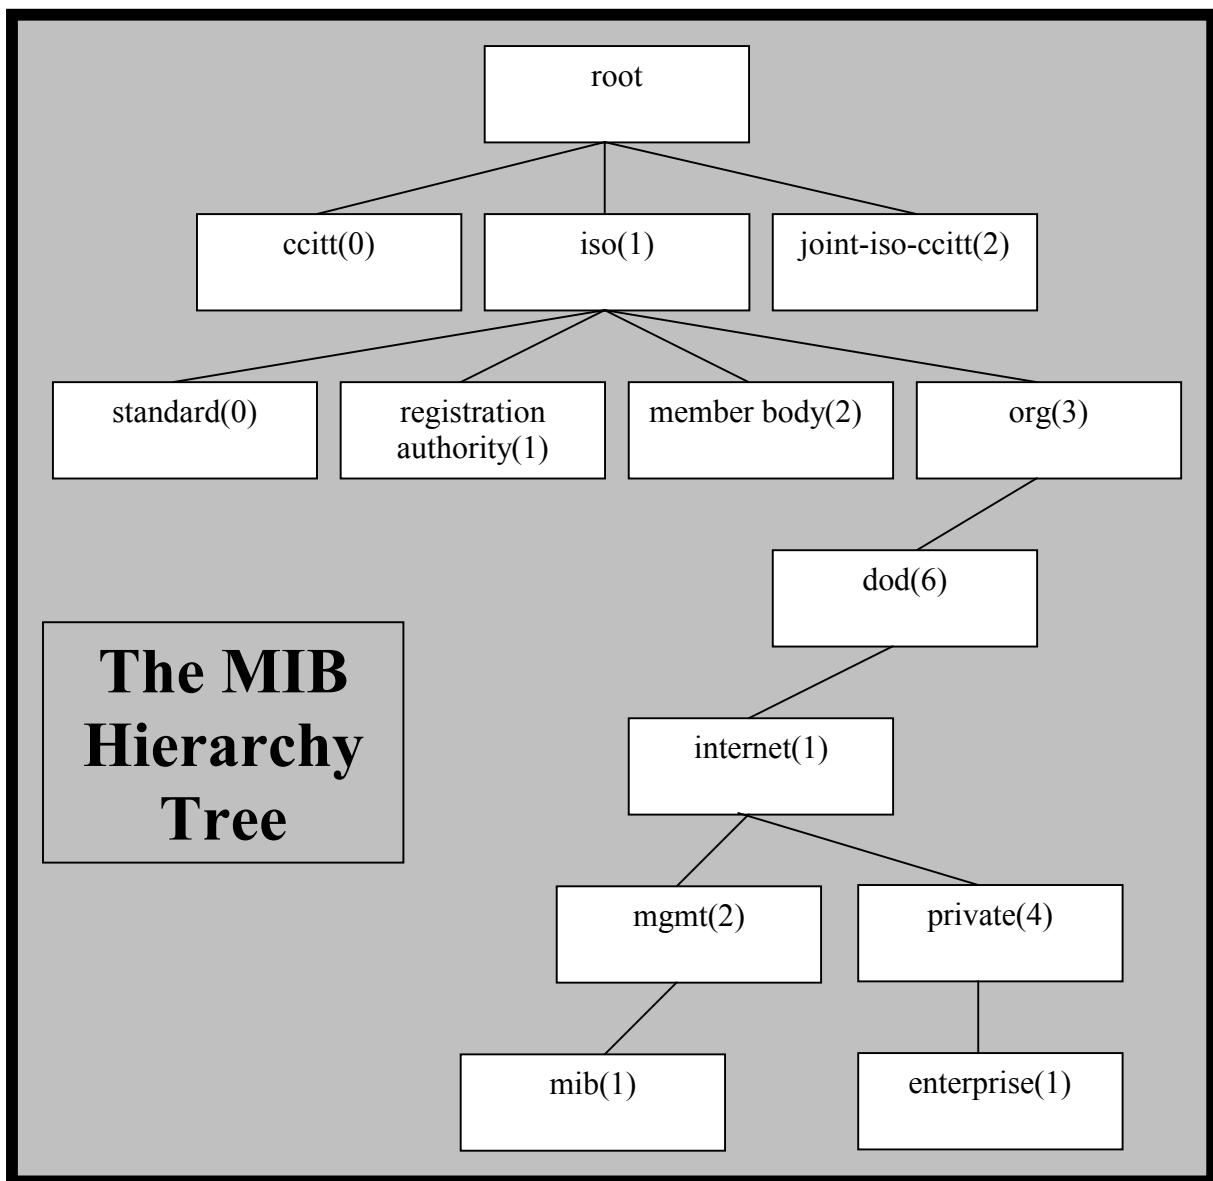 root
ccitt(0)
iso(1)
joint-iso-ccitt(2)
standard(0)
registration
authority(1)
member body(2)
org(3)
dod(6)
The MIB
Hierarchy
Tree
internet(1)
mgmt(2)
private(4)
mib(1)
enterprise(1)